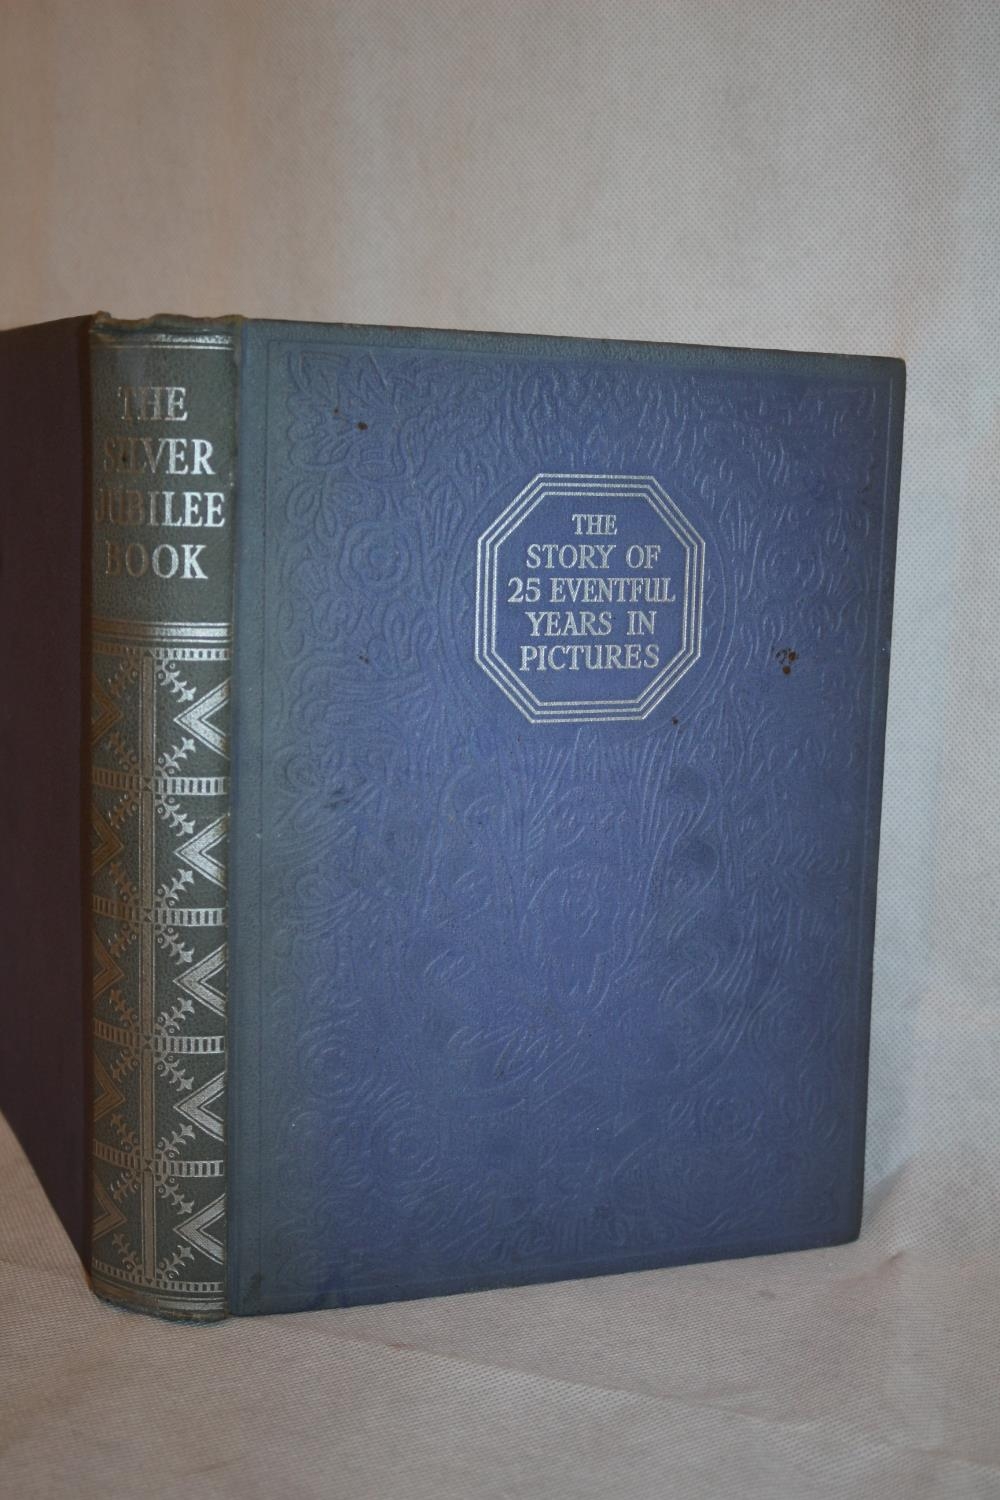 THE
SILVER
JUBILEE
BOOK
THE
STORY OF
25 EVENTFUL
YEARS IN
PICTURES